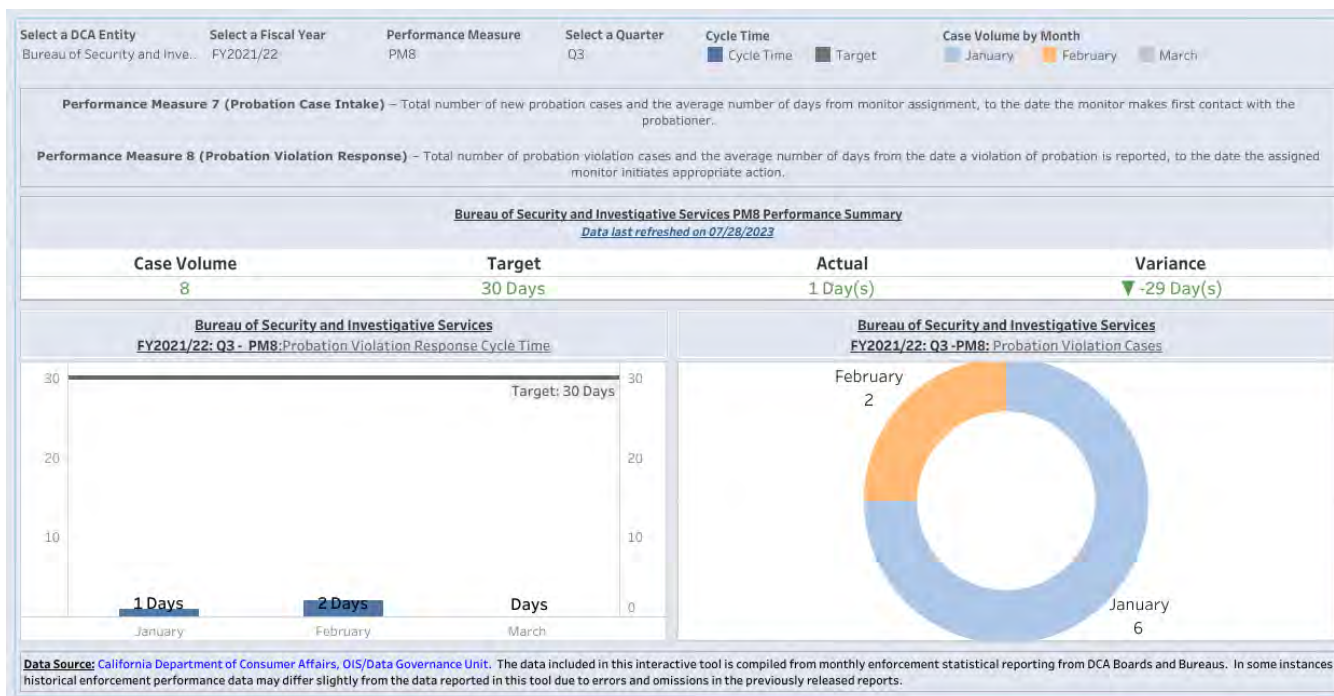 Select a DCA Entity Select a Fiscal Year Performance Measure Select a Quarter Cycle Time Case Volume by Month
Bureau of Security and Inve.. FY2021/22 PM8 Q3 Cycle Time Target January February March
Performance Measure 7 (Probation Case Intake) – Total number of new probation cases and the average number of days from monitor assignment, to the date the monitor makes first contact with the
probationer..
Performance Measure 8 (Probation Violation Response) – Total number of probation violation cases and the average number of days from the date a violation of probation is reported, to the date the assigned
monitor initiates appropriate action.
Bureau of Security and Investigative Services PM8 Performance Summary
Data last refreshed on 07/28/2023
Case Volume Target Actual Variance
8 30 Days 1 Day(s) ▼ -29 Day(s)
Bureau of Security and Investigative Services
FY2021/22: Q3 - PM8:Probation Violation Response Cycle Time
30 30
Target: 30 Days
20 20
10 10
1 Days 2 Days Days 0
January February March
Bureau of Security and Investigative Services
FY2021/22: Q3 -PM8: Probation Violation Cases
February
2
January
6
Data Source: California Department of Consumer Affairs, OIS/Data Governance Unit. The data included in this interactive tool is compiled from monthly enforcement statistical reporting from DCA Boards and Bureaus. In some instances
historical enforcement performance data may differ slightly from the data reported in this tool due to errors and omissions in the previously released reports.